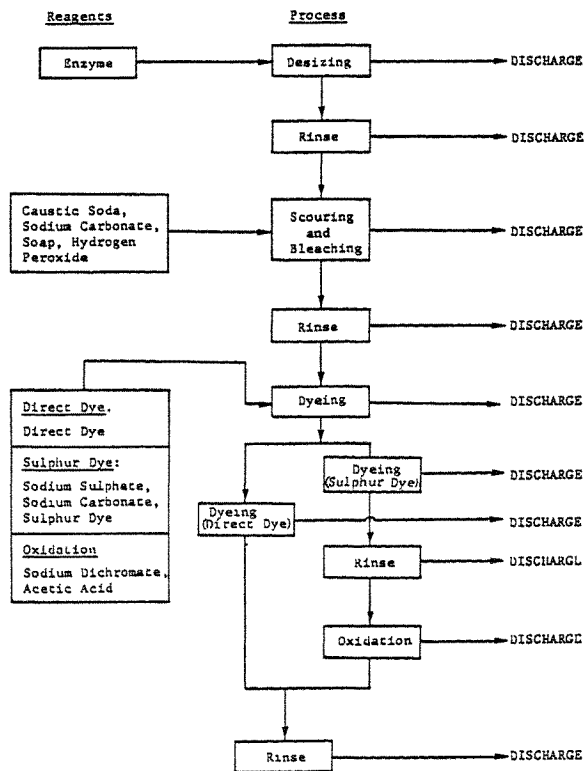 Reagents
Process
Enzyme
Desizing
DISCHARGE
Rinse
DISCHARGE
Caustic Soda,
Sodium Carbonate,
Soap, Hydrogen
Peroxide
Scouring
and
Bleaching
DISCHARGE
Rinse
DISCHARGE
Dyeing
DISCHARGE
Direct Dye.
Direct Dye
Sulphur Dye:
Sodium Sulphate,
Sodium Carbonate,
Sulphur Dye
Oxidation
Sodium Dichromate,
Acetic Acid
Dyeing
(Sulphur Dye)
DISCHARGE
Dyeing
(Direct Dye)
DISCHARGE
Rinse
DISCHARGL
Oxidation
DISCHARGE
Rinse
DISCHARGE